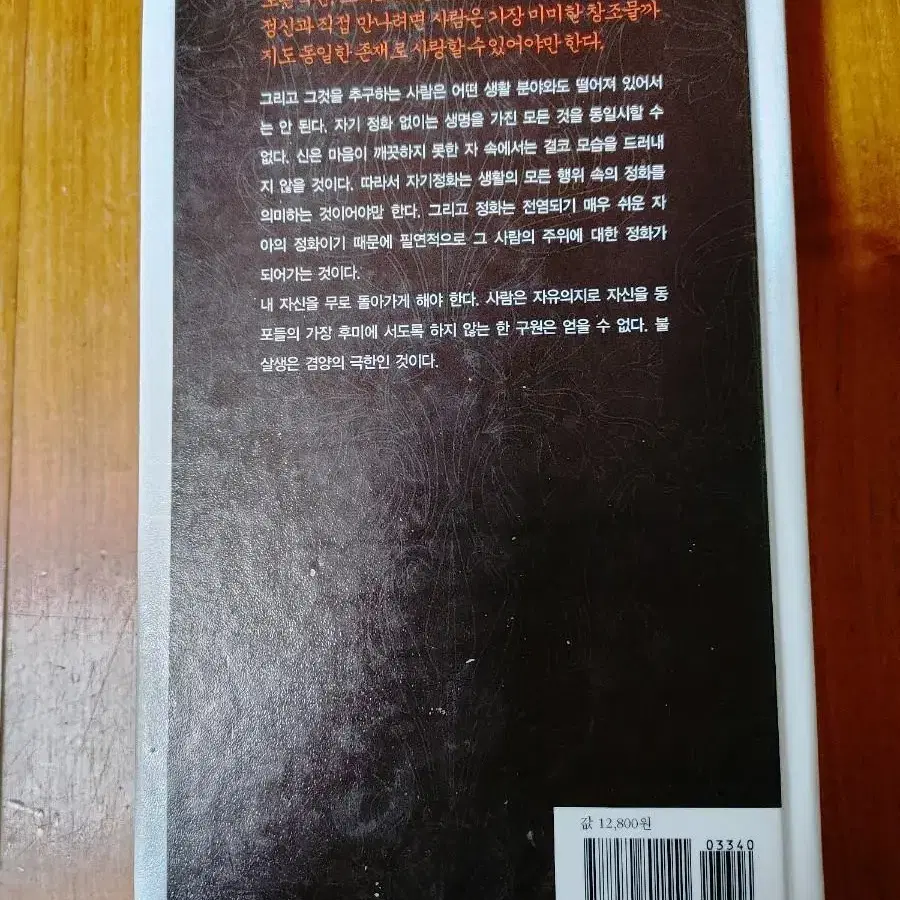 정신과 직접 만나려면 사람은 가장 미미한 창조물까
지도 동일한 존재로 사랑할 수 있어야만 한다.
그리고 그것을 추구하는 사람은 어떤 생활 분야와도 떨어져 있어서
는 안 된다. 자기 정화 없이는 생명을 가진 모든 것을 동일시할 수
없다. 신은 마음이 깨끗하지 못한 자 속에서는 결코 모습을 드러내
지 않을 것이다. 따라서 자기정화는 생활의 모든 행위 속의 정화를
의미하는 것이어야만 한다. 그리고 정화는 전염되기 매우 쉬운 자
아의 정화이기 때문에 필연적으로 그 사람의 주위에 대한 정화가
되어가는 것이다.
내 자신을 무로 돌아가게 해야 한다. 사람은 자유의지로 자신을 동
포들의 가장 후미에 서도록 하지 않는 한 구원은 얻을 수 없다. 불
살생은 겸양의 극한인 것이다.
값 12,800원
03340